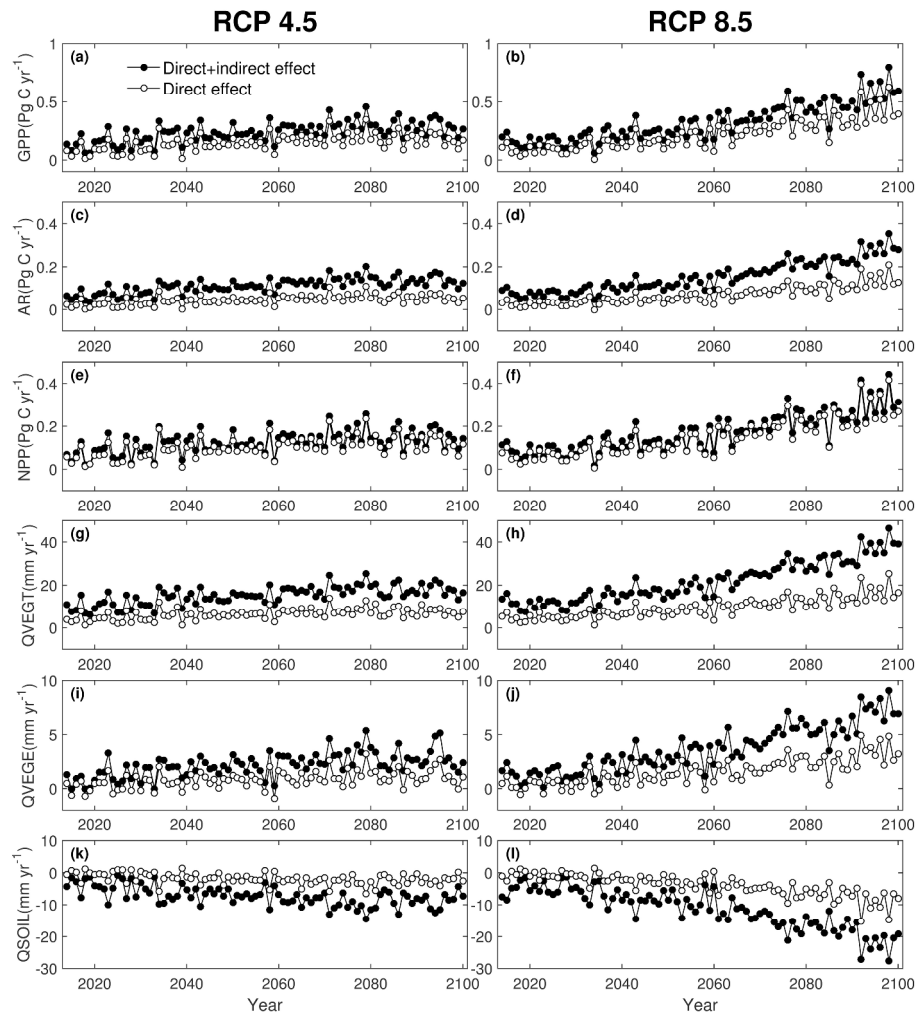 RCP 4.5 RCP 8.5
(a) (b)
Direct+indirect effect
Direct effect
GPP(Pg C yr⁻¹)
1
0.5
0
2020 2040 2060 2080 2100
1
0.5
0
2020 2040 2060 2080 2100
(c) (d)
AR(Pg C yr⁻¹)
0.4
0.2
0
2020 2040 2060 2080 2100
0.4
0.2
0
2020 2040 2060 2080 2100
(e) (f)
NPP(Pg C yr⁻¹)
0.4
0.2
0
2020 2040 2060 2080 2100
0.4
0.2
0
2020 2040 2060 2080 2100
(g) (h)
QVEGT(mm yr⁻¹)
40
20
0
2020 2040 2060 2080 2100
40
20
0
2020 2040 2060 2080 2100
(i) (j)
QVEGE(mm yr⁻¹)
10
5
0
2020 2040 2060 2080 2100
10
5
0
2020 2040 2060 2080 2100
(k) (l)
QSOIL(mm yr⁻¹)
10
0
-10
-20
-30
2020 2040 2060 2080 2100
10
0
-10
-20
-30
2020 2040 2060 2080 2100
Year Year